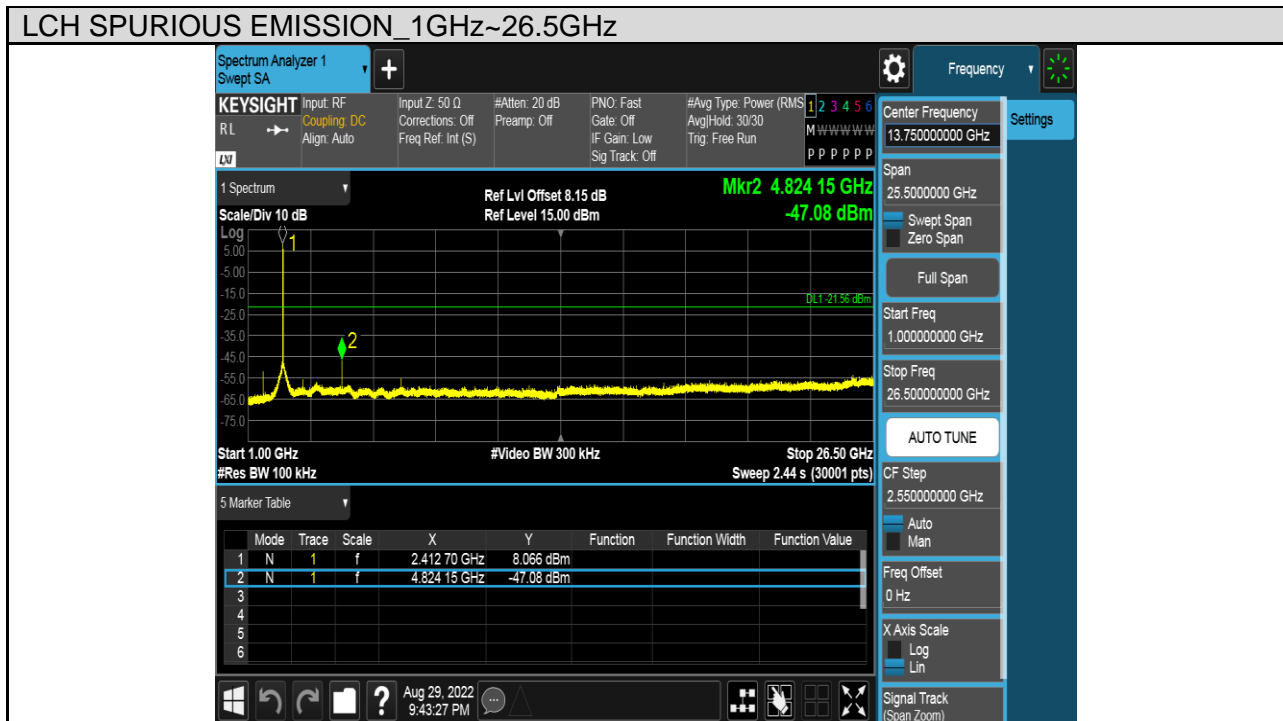 LCH SPURIOUS EMISSION_1GHz~26.5GHz
Spectrum Analyzer 1
Swept SA
+
Frequency
KEYSIGHT
RL
LXI
Input: RF
Coupling: DC
Align: Auto
Input Z: 50 Ω
Corrections: Off
Freq Ref: Int (S)
#Atten: 20 dB
Preamp: Off
PNO: Fast
Gate: Off
IF Gain: Low
Sig Track: Off
#Avg Type: Power (RMS
Avg|Hold: 30/30
Trig: Free Run
1 2 3 4 5 6
M W W W W W
P P P P P P
1 Spectrum
Scale/Div 10 dB
Ref Lvl Offset 8.15 dB
Ref Level 15.00 dBm
Mkr2 4.824 15 GHz
-47.08 dBm
Log
5.00
-5.00
-15.0
-25.0
-35.0
-45.0
-55.0
-65.0
-75.0
1
2
DL1 -21.56 dBm
Start 1.00 GHz
#Res BW 100 kHz
#Video BW 300 kHz
Stop 26.50 GHz
Sweep 2.44 s (30001 pts)
5 Marker Table
Mode Trace Scale X Y Function Function Width Function Value
1 N 1 f 2.412 70 GHz 8.066 dBm
2 N 1 f 4.824 15 GHz -47.08 dBm
3
4
5
6
? Aug 29, 2022
9:43:27 PM
Center Frequency
13.750000000 GHz
Settings
Span
25.5000000 GHz
Swept Span
Zero Span
Full Span
Start Freq
1.000000000 GHz
Stop Freq
26.500000000 GHz
AUTO TUNE
CF Step
2.550000000 GHz
Auto
Man
Freq Offset
0 Hz
X Axis Scale
Log
Lin
Signal Track
(Span Zoom)